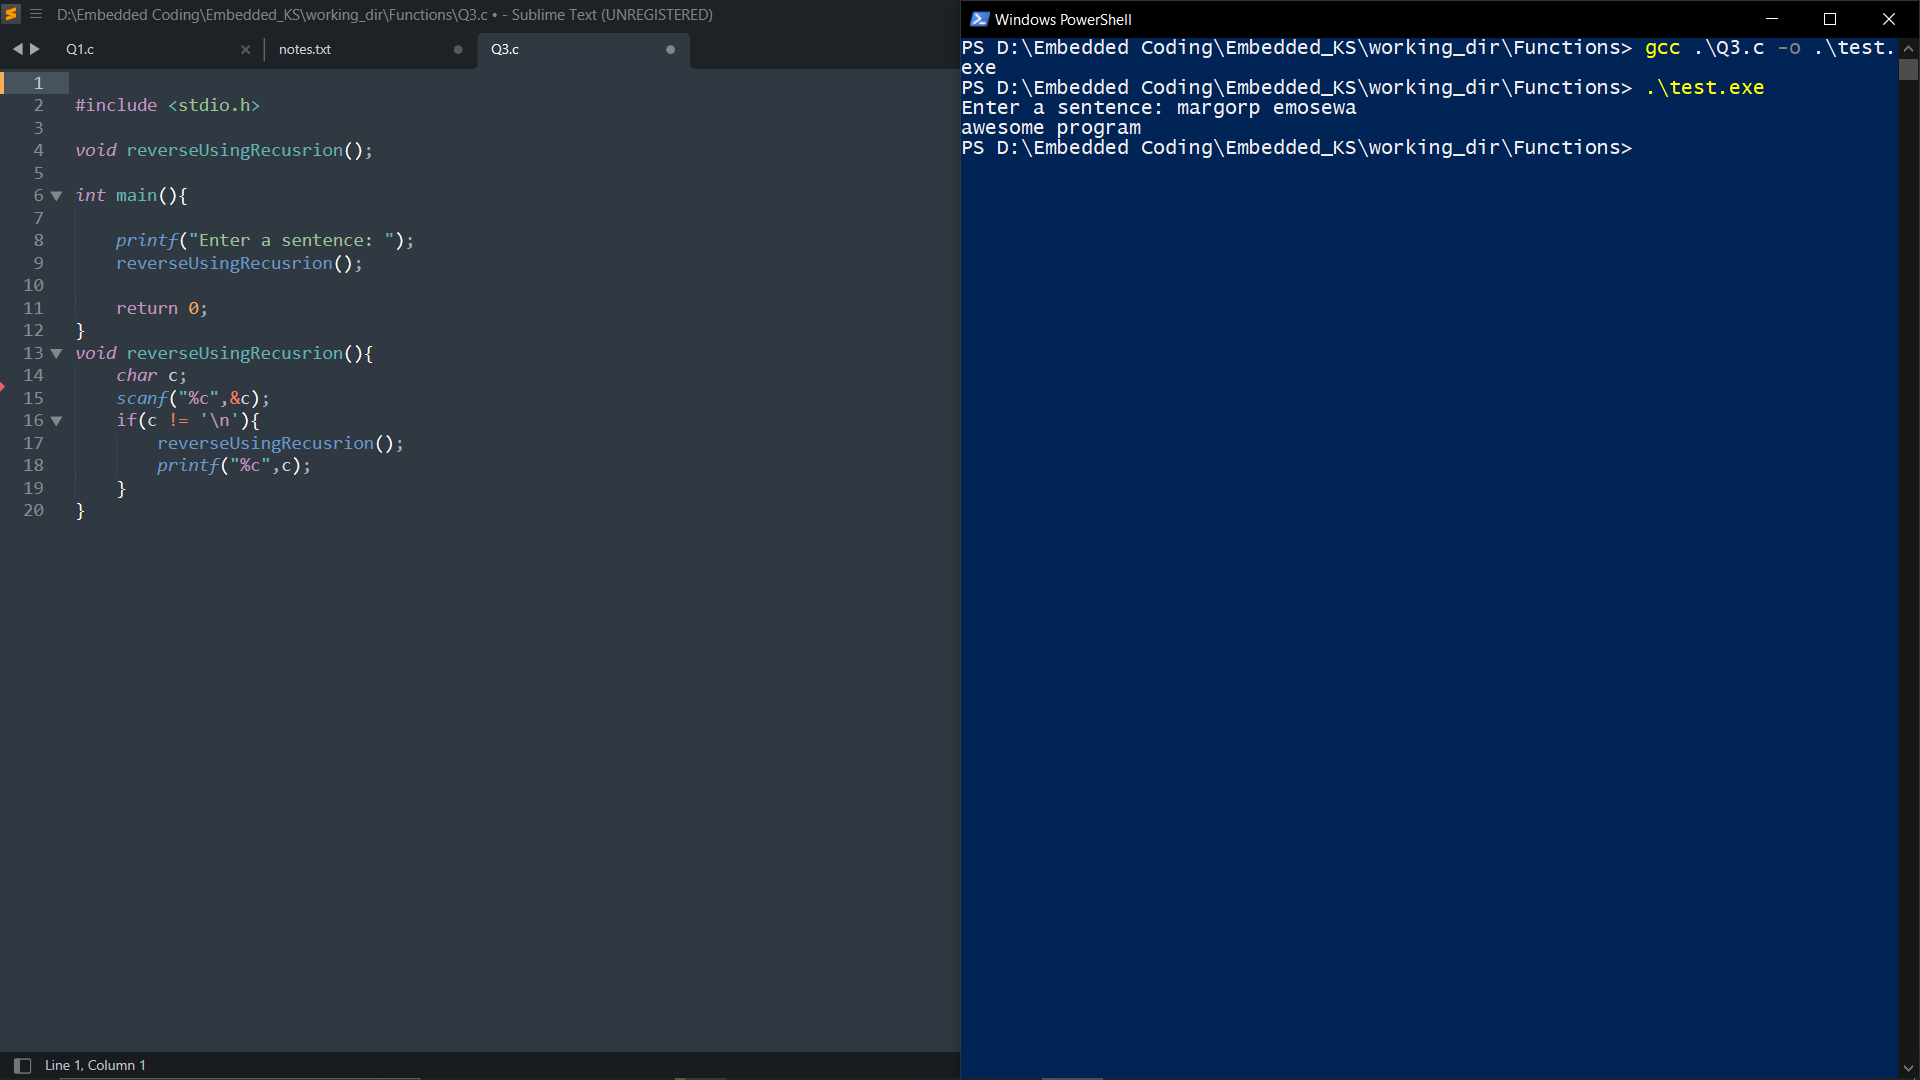 D:\Embedded Coding\Embedded_KS\working_dir\Functions\Q3.c • - Sublime Text (UNREGISTERED)
Q1.c
notes.txt
Q3.c
1
2 #include <stdio.h>
3
4 void reverseUsingRecusrion();
5
6 int main(){
7
8 printf("Enter a sentence: ");
9 reverseUsingRecusrion();
10
11 return 0;
12 }
13 void reverseUsingRecusrion(){
14 char c;
15 scanf("%c",&c);
16 if(c != '\n'){
17 reverseUsingRecusrion();
18 printf("%c",c);
19 }
20 }
Line 1, Column 1
Windows PowerShell
PS D:\Embedded Coding\Embedded_KS\working_dir\Functions> gcc .\Q3.c -o .\test.
exe
PS D:\Embedded Coding\Embedded_KS\working_dir\Functions> .\test.exe
Enter a sentence: margorp emosewa
awesome program
PS D:\Embedded Coding\Embedded_KS\working_dir\Functions>